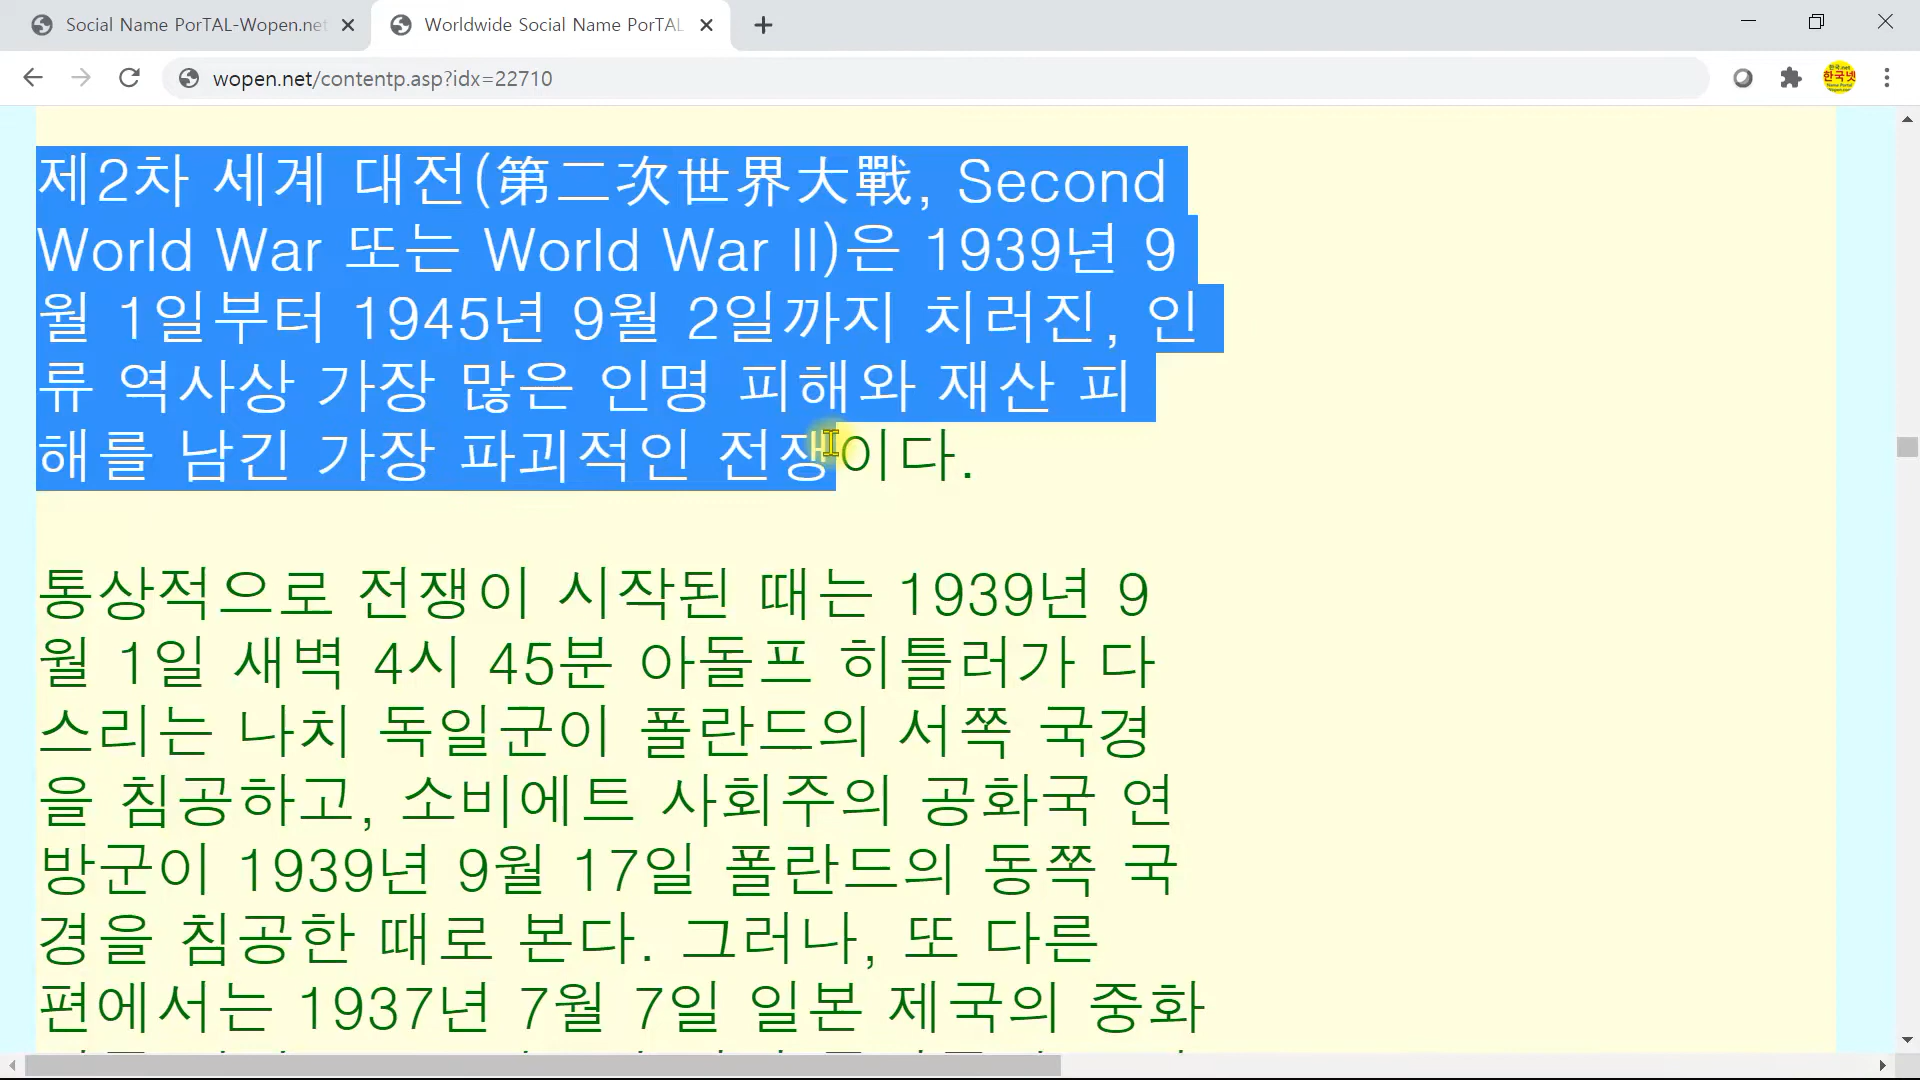 Social Name PorTAL-Wopen.net
Worldwide Social Name PorTAL
wopen.net/contentp.asp?idx=22710
한국넷
제2차 세계 대전(第二次世界大戰, Second
World War 또는 World War II)은 1939년 9
월 1일부터 1945년 9월 2일까지 치러진, 인
류 역사상 가장 많은 인명 피해와 재산 피
해를 남긴 가장 파괴적인 전쟁이다.
통상적으로 전쟁이 시작된 때는 1939년 9
월 1일 새벽 4시 45분 아돌프 히틀러가 다
스리는 나치 독일군이 폴란드의 서쪽 국경
을 침공하고, 소비에트 사회주의 공화국 연
방군이 1939년 9월 17일 폴란드의 동쪽 국
경을 침공한 때로 본다. 그러나, 또 다른
편에서는 1937년 7월 7일 일본 제국의 중화